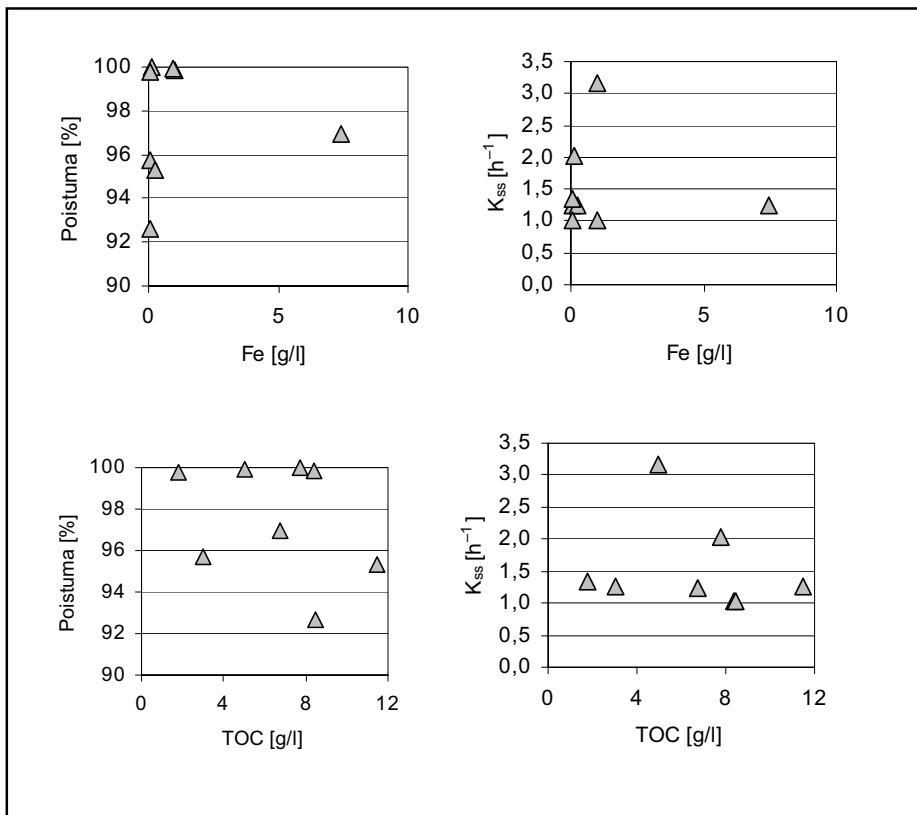 100
98
96
94
92
90
Poistuma [%]
0 5 10
Fe [g/l]
3,5
3,0
2,5
2,0
1,5
1,0
0,5
0,0
Kss [h⁻¹]
0 5 10
Fe [g/l]
100
98
96
94
92
90
Poistuma [%]
0 4 8 12
TOC [g/l]
3,5
3,0
2,5
2,0
1,5
1,0
0,5
0,0
Kss [h⁻¹]
0 4 8 12
TOC [g/l]